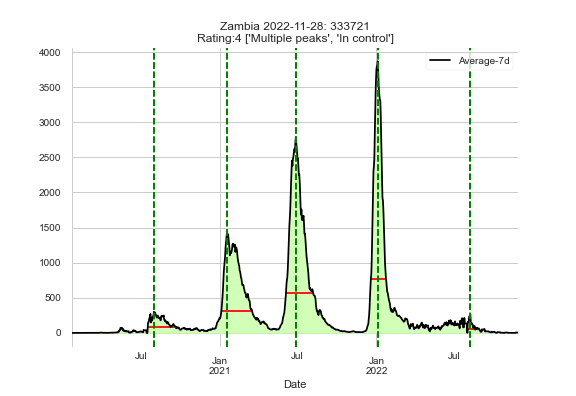 Zambia 2022-11-28: 333721
Rating:4 ['Multiple peaks', 'In control']
Average-7d
4000
3500
3000
2500
2000
1500
1000
500
0
Jul
Jan
2021
Jul
Jan
2022
Jul
Date